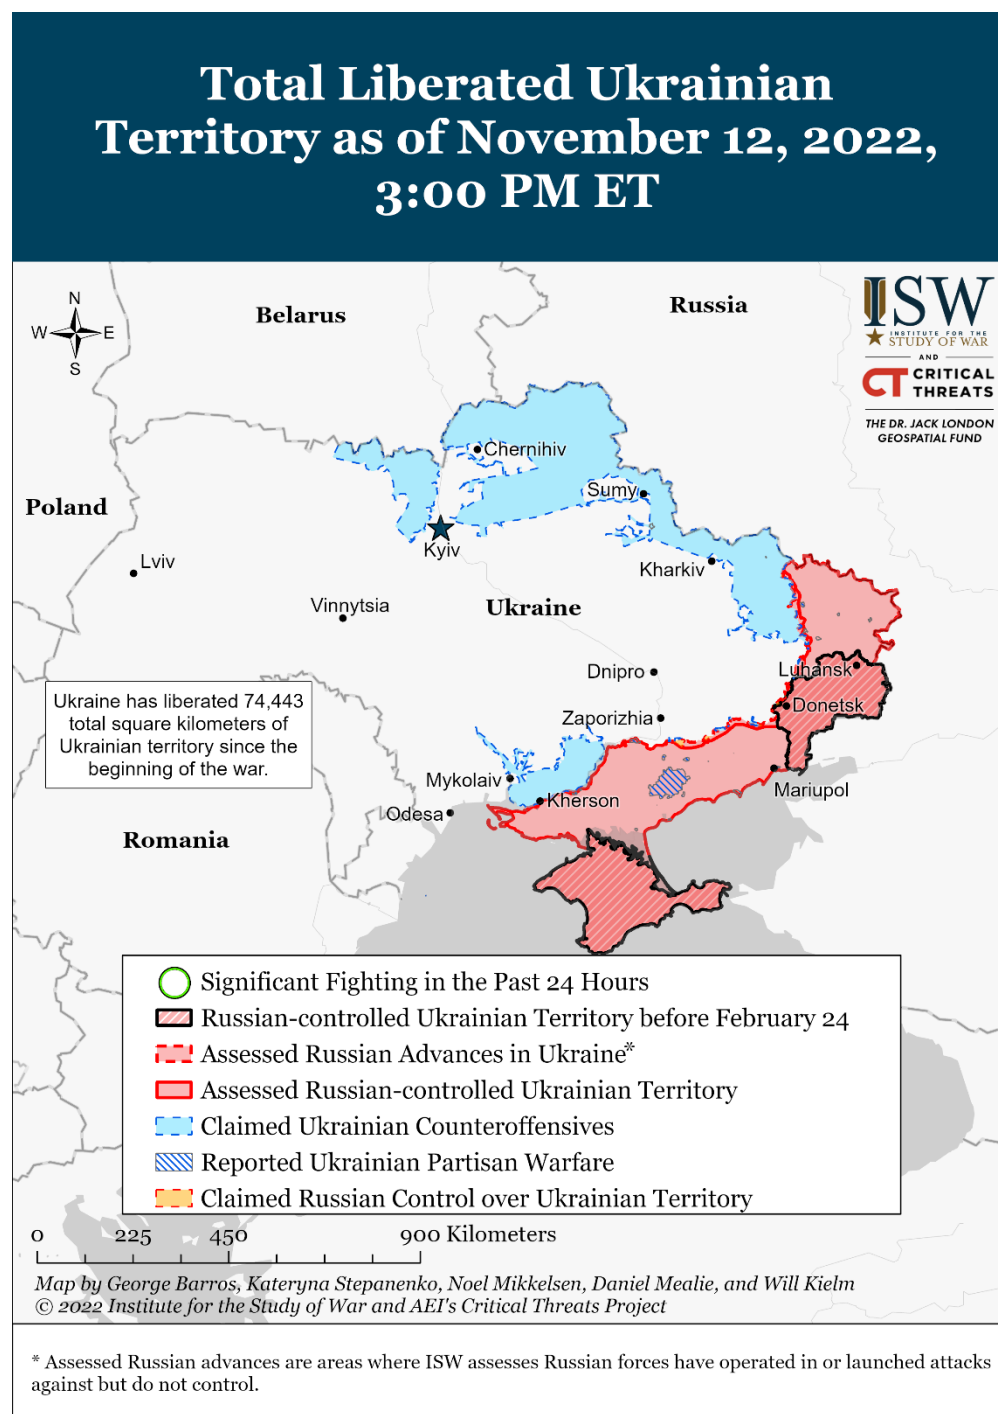 Total Liberated Ukrainian
Territory as of November 12, 2022,
3:00 PM ET
N
W E
S
Belarus
Russia
ISW
INSTITUTE FOR THE
STUDY OF WAR
AND
CT CRITICAL
THREATS
THE DR. JACK LONDON
GEOSPATIAL FUND
Chernihiv
Sumy
Poland
Kyiv
Lviv
Kharkiv
Vinnytsia
Ukraine
Luhansk
Dnipro
Donetsk
Zaporizhia
Ukraine has liberated 74,443
total square kilometers of
Ukrainian territory since the
beginning of the war.
Mykolaiv
Mariupol
Kherson
Odesa
Romania
Significant Fighting in the Past 24 Hours
Russian-controlled Ukrainian Territory before February 24
Assessed Russian Advances in Ukraine*
Assessed Russian-controlled Ukrainian Territory
Claimed Ukrainian Counteroffensives
Reported Ukrainian Partisan Warfare
Claimed Russian Control over Ukrainian Territory
0 225 450 900 Kilometers
Map by George Barros, Kateryna Stepanenko, Noel Mikkelsen, Daniel Mealie, and Will Kielm
© 2022 Institute for the Study of War and AEI's Critical Threats Project
* Assessed Russian advances are areas where ISW assesses Russian forces have operated in or launched attacks
against but do not control.